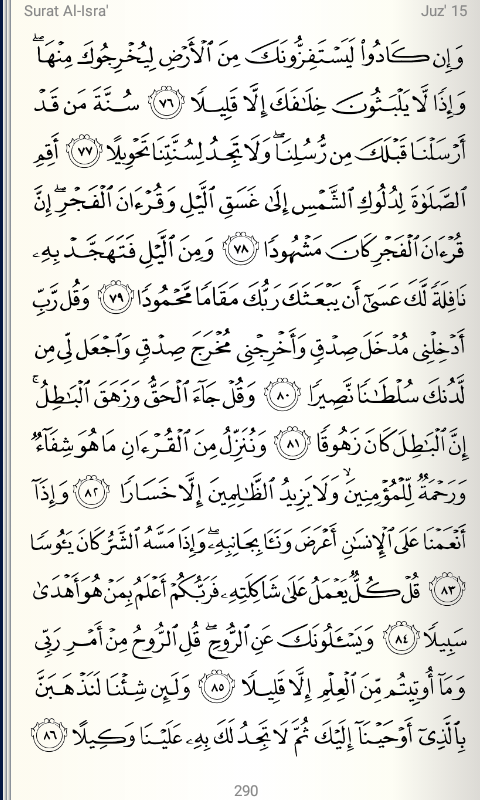 Surat Al-Isra' Juz' 15
وَإِن كَادُوا۟ لَيَسْتَفِزُّونَكَ مِنَ ٱلْأَرْضِ لِيُخْرِجُوكَ مِنْهَا ۖ
وَإِذًا لَّا يَلْبَثُونَ خِلَٰفَكَ إِلَّا قَلِيلًا ٧٦ سُنَّةَ مَن قَدْ
أَرْسَلْنَا قَبْلَكَ مِن رُّسُلِنَا ۖ وَلَا تَجِدُ لِسُنَّتِنَا تَحْوِيلًا ٧٧ أَقِمِ
ٱلصَّلَوٰةَ لِدُلُوكِ ٱلشَّمْسِ إِلَىٰ غَسَقِ ٱلَّيْلِ وَقُرْءَانَ ٱلْفَجْرِ ۖ إِنَّ
قُرْءَانَ ٱلْفَجْرِ كَانَ مَشْهُودًا ٧٨ وَمِنَ ٱلَّيْلِ فَتَهَجَّدْ بِهِۦ
نَافِلَةً لَّكَ عَسَىٰٓ أَن يَبْعَثَكَ رَبُّكَ مَقَامًا مَّحْمُودًا ٧٩ وَقُل رَّبِّ
أَدْخِلْنِى مُدْخَلَ صِدْقٍ وَأَخْرِجْنِى مُخْرَجَ صِدْقٍ وَٱجْعَل لِّى مِن
لَّدُنكَ سُلْطَٰنًا نَّصِيرًا ٨٠ وَقُلْ جَآءَ ٱلْحَقُّ وَزَهَقَ ٱلْبَٰطِلُ ۚ
إِنَّ ٱلْبَٰطِلَ كَانَ زَهُوقًا ٨١ وَنُنَزِّلُ مِنَ ٱلْقُرْءَانِ مَا هُوَ شِفَآءٌ
وَرَحْمَةٌ لِّلْمُؤْمِنِينَ ۙ وَلَا يَزِيدُ ٱلظَّٰلِمِينَ إِلَّا خَسَارًا ٨٢ وَإِذَآ
أَنْعَمْنَا عَلَى ٱلْإِنسَٰنِ أَعْرَضَ وَنَـَٔا بِجَانِبِهِۦ ۖ وَإِذَا مَسَّهُ ٱلشَّرُّ كَانَ يَـُٔوسًا
٨٣ قُلْ كُلٌّ يَعْمَلُ عَلَىٰ شَاكِلَتِهِۦ فَرَبُّكُمْ أَعْلَمُ بِمَنْ هُوَ أَهْدَىٰ
سَبِيلًا ٨٤ وَيَسْـَٔلُونَكَ عَنِ ٱلرُّوحِ ۖ قُلِ ٱلرُّوحُ مِنْ أَمْرِ رَبِّى
وَمَآ أُوتِيتُم مِّنَ ٱلْعِلْمِ إِلَّا قَلِيلًا ٨٥ وَلَئِن شِئْنَا لَنَذْهَبَنَّ
بِٱلَّذِىٓ أَوْحَيْنَآ إِلَيْكَ ثُمَّ لَا تَجِدُ لَكَ بِهِۦ عَلَيْنَا وَكِيلًا ٨٦
290